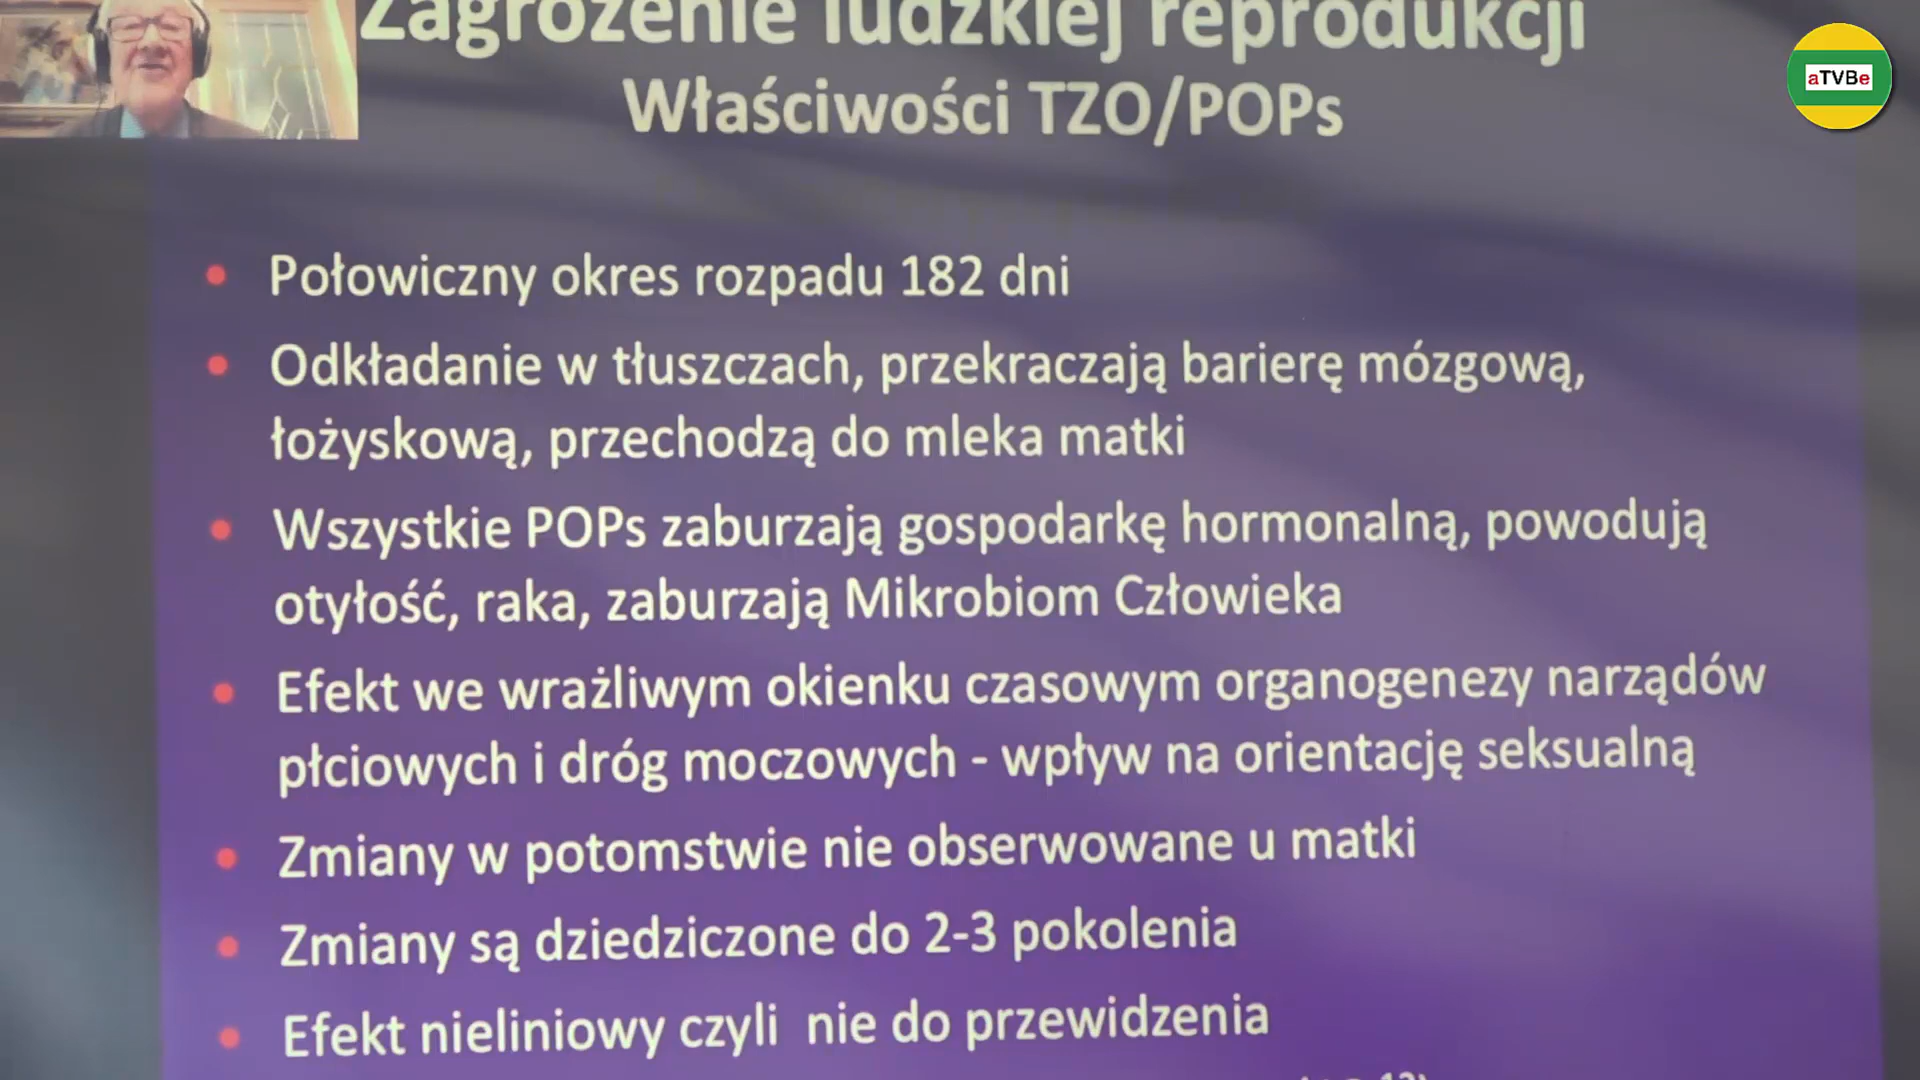 Zagrożenie ludzkiej reprodukcji
Właściwości TZO/POPs
aTVBe
• Połowiczny okres rozpadu 182 dni
• Odkładanie w tłuszczach, przekraczają barierę mózgową,
łożyskową, przechodzą do mleka matki
• Wszystkie POPs zaburzają gospodarkę hormonalną, powodują
otyłość, raka, zaburzają Mikrobiom Człowieka
• Efekt we wrażliwym okienku czasowym organogenezy narządów
płciowych i dróg moczowych - wpływ na orientację seksualną
• Zmiany w potomstwie nie obserwowane u matki
• Zmiany są dziedziczone do 2-3 pokolenia
• Efekt nieliniowy czyli nie do przewidzenia